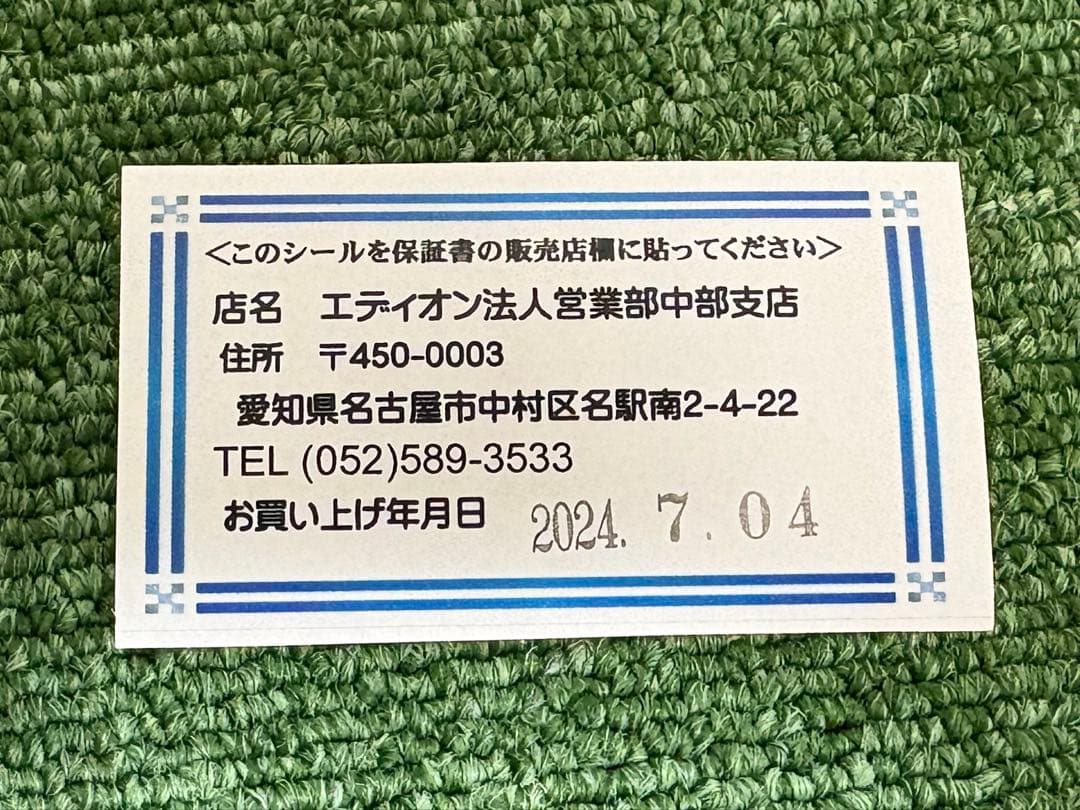 ＜このシールを保証書の販売店欄に貼ってください＞
店名　エディオン法人営業部中部支店
住所　〒450-0003
愛知県名古屋市中村区名駅南2-4-22
TEL (052)589-3533
お買い上げ年月日　2024. 7. 04